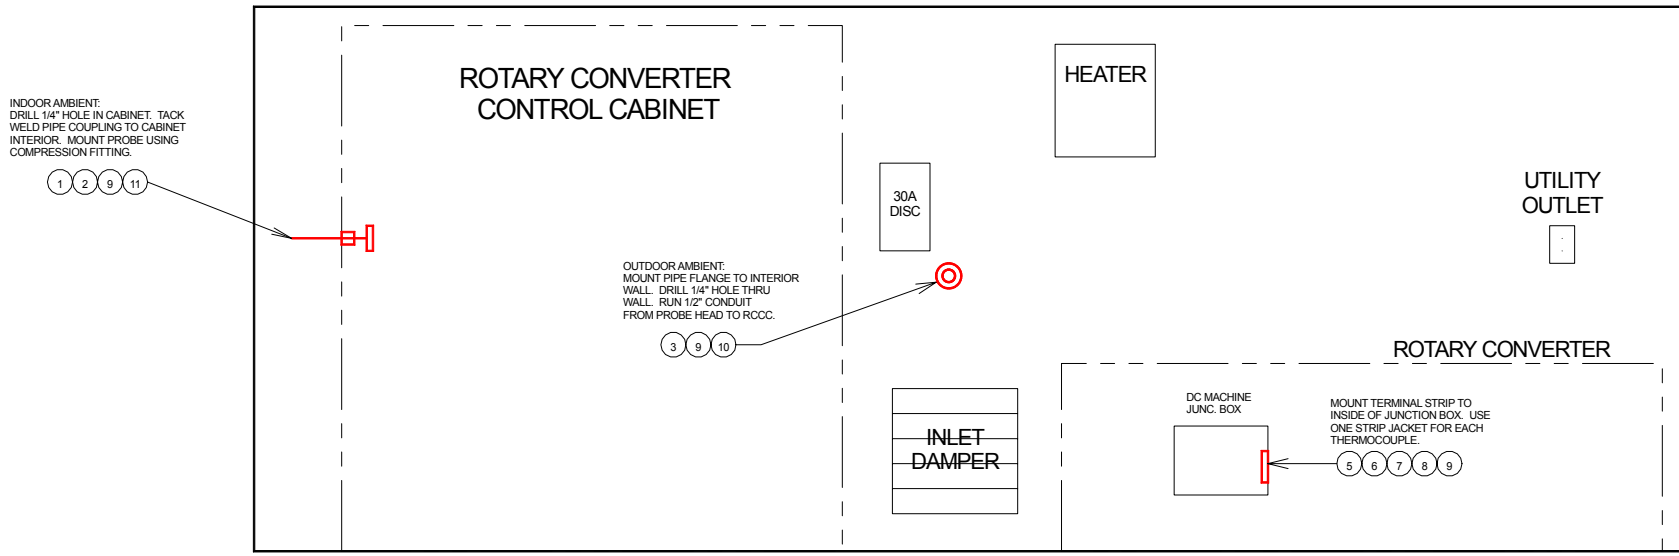 ROTARY CONVERTER
CONTROL CABINET
HEATER
INDOOR AMBIENT:
DRILL 1/4" HOLE IN CABINET. TACK
WELD PIPE COUPLING TO CABINET
INTERIOR. MOUNT PROBE USING
COMPRESSION FITTING.
1 2 9 11
30A
DISC
UTILITY
OUTLET
OUTDOOR AMBIENT:
MOUNT PIPE FLANGE TO INTERIOR
WALL. DRILL 1/4" HOLE THRU
WALL. RUN 1/2" CONDUIT
FROM PROBE HEAD TO RCCC.
3 9 10
ROTARY CONVERTER
DC MACHINE
JUNC. BOX
MOUNT TERMINAL STRIP TO
INSIDE OF JUNCTION BOX. USE
ONE STRIP JACKET FOR EACH
THERMOCOUPLE.
5 6 7 8 9
INLET
DAMPER